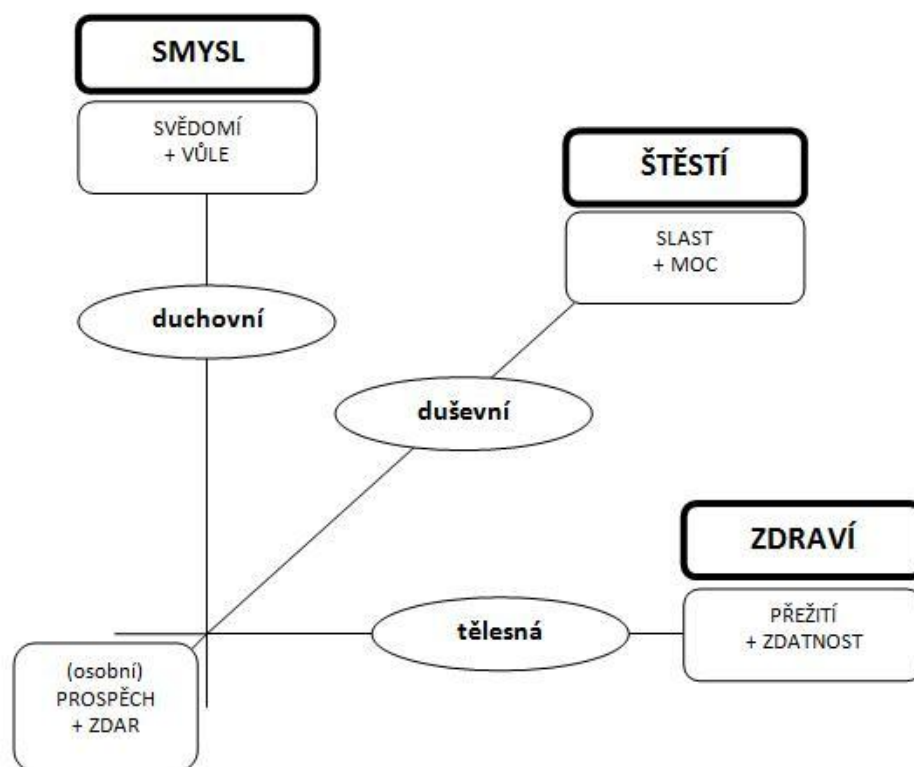 SMYSL
SVĚDOMÍ
+ VŮLE
ŠTĚSTÍ
SLAST
+ MOC
duchovní
duševní
ZDRAVÍ
PŘEŽITÍ
+ ZDATNOST
tělesná
(osobní)
PROSPĚCH
+ ZDAR